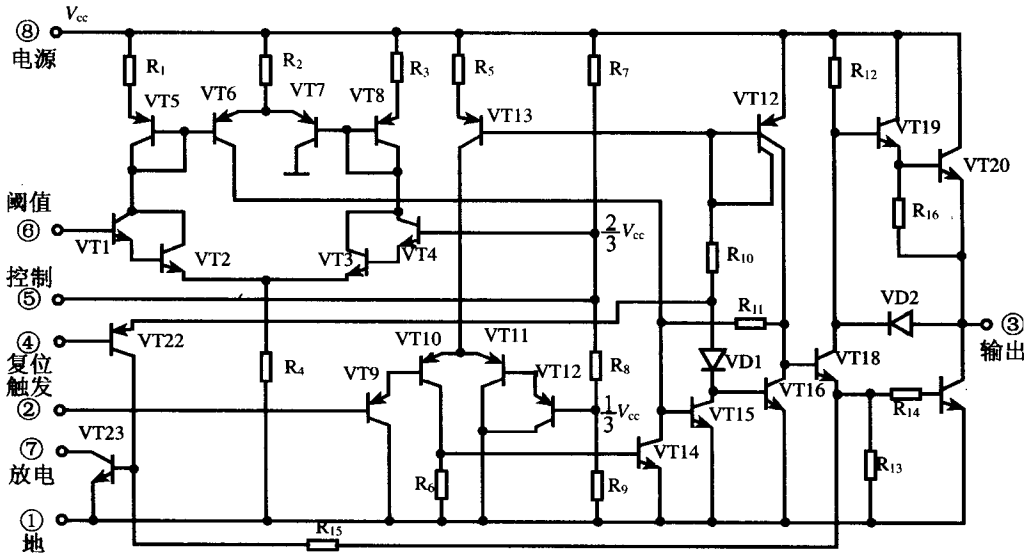 ⑧ Vcc
电源
R1
R2
R3
R5
R7
R12
VT5
VT6
VT7
VT8
VT13
VT12
VT19
VT20
阈值
⑥
VT1
VT2
VT3
VT4
2/3 Vcc
R10
R16
控制
⑤
④
VT22
复位
触发
②
R4
VT9
VT10
VT11
VT12
R8
1/3 Vcc
R11
VD1
VD2
③
输出
VT18
VT16
VT15
R14
VT23
⑦
放电
R6
VT14
R9
R13
①
地
R15